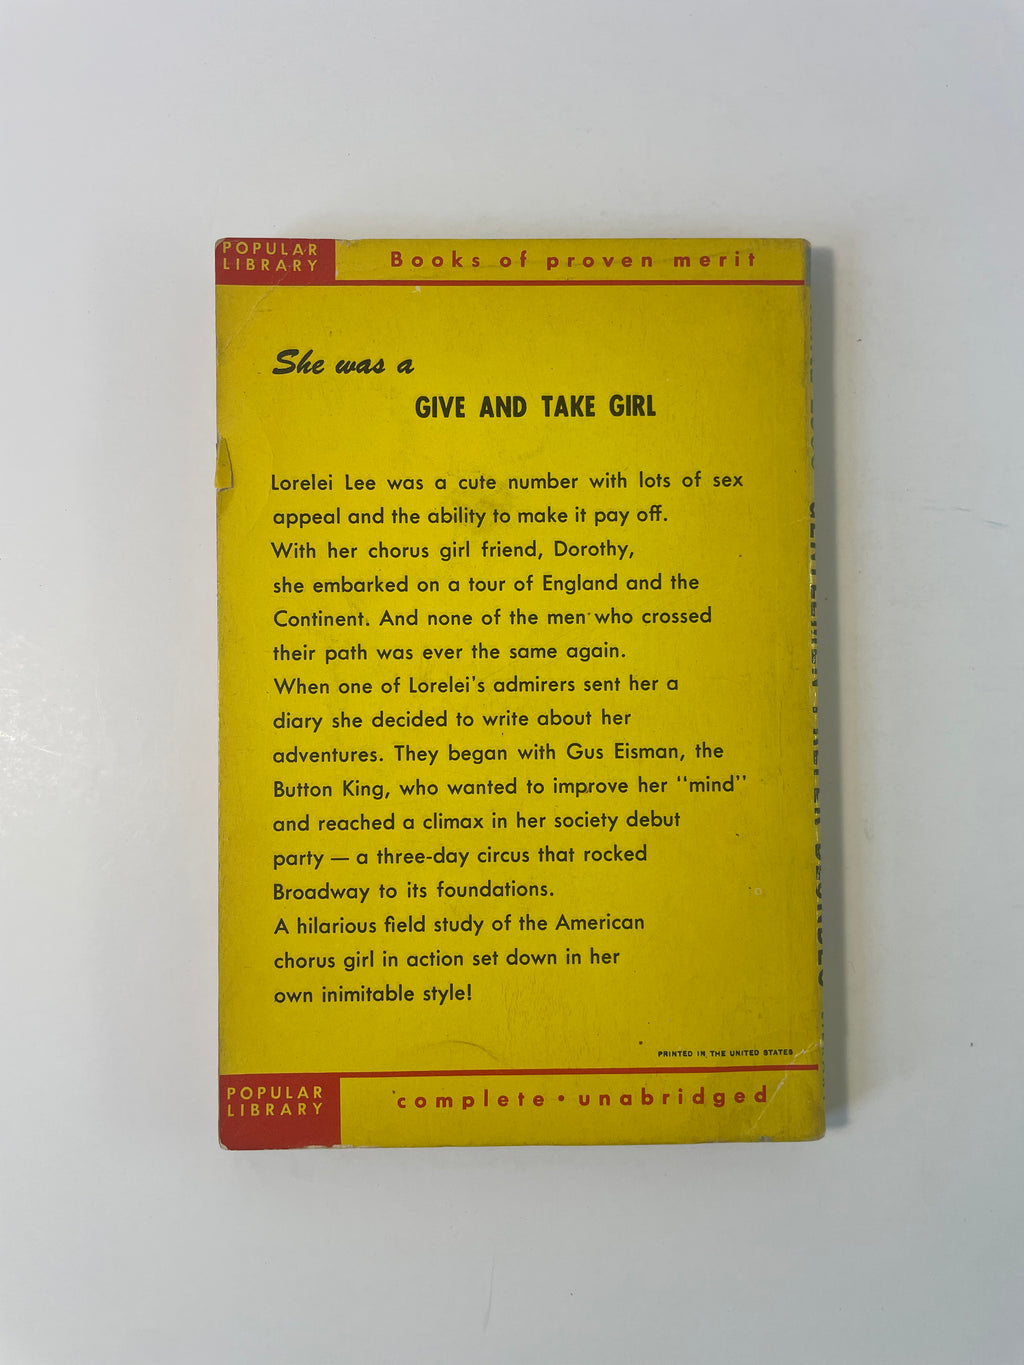 POPULAR
LIBRARY
Books of proven merit
She was a
GIVE AND TAKE GIRL
Lorelei Lee was a cute number with lots of sex
appeal and the ability to make it pay off.
With her chorus girl friend, Dorothy,
she embarked on a tour of England and the
Continent. And none of the men who crossed
their path was ever the same again.
When one of Lorelei's admirers sent her a
diary she decided to write about her
adventures. They began with Gus Eisman, the
Button King, who wanted to improve her "mind"
and reached a climax in her society debut
party — a three-day circus that rocked
Broadway to its foundations.
A hilarious field study of the American
chorus girl in action set down in her
own inimitable style!
PRINTED IN THE UNITED STATES
POPULAR
LIBRARY
complete • unabridged